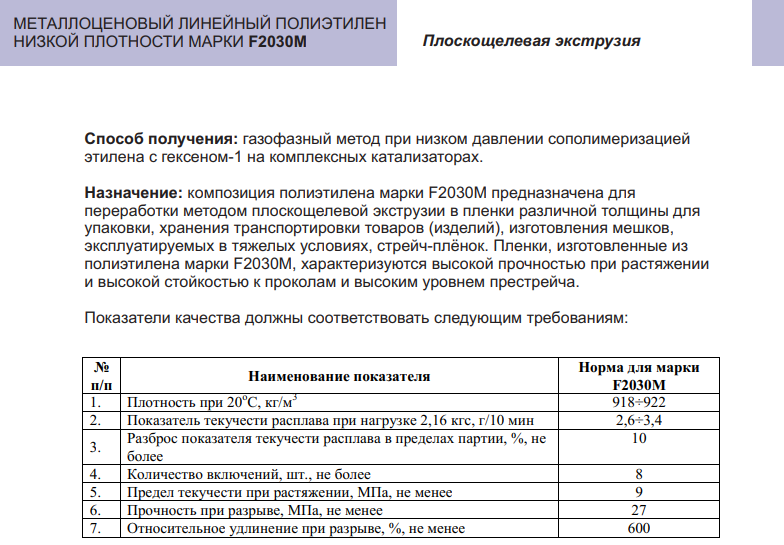 МЕТАЛЛОЦЕНОВЫЙ ЛИНЕЙНЫЙ ПОЛИЭТИЛЕН
НИЗКОЙ ПЛОТНОСТИ МАРКИ F2030M
Плоскощелевая экструзия
Способ получения: газофазный метод при низком давлении сополимеризацией
этилена с гексеном-1 на комплексных катализаторах.
Назначение: композиция полиэтилена марки F2030M предназначена для
переработки методом плоскощелевой экструзии в пленки различной толщины для
упаковки, хранения транспортировки товаров (изделий), изготовления мешков,
эксплуатируемых в тяжелых условиях, стрейч-плёнок. Пленки, изготовленные из
полиэтилена марки F2030M, характеризуются высокой прочностью при растяжении
и высокой стойкостью к проколам и высоким уровнем престрейча.
Показатели качества должны соответствовать следующим требованиям:
№ п/п Наименование показателя Норма для марки F2030M
1. Плотность при 20°С, кг/м³ 918÷922
2. Показатель текучести расплава при нагрузке 2,16 кгс, г/10 мин 2,6÷3,4
3. Разброс показателя текучести расплава в пределах партии, %, не 10
более
4. Количество включений, шт., не более 8
5. Предел текучести при растяжении, МПа, не менее 9
6. Прочность при разрыве, МПа, не менее 27
7. Относительное удлинение при разрыве, %, не менее 600